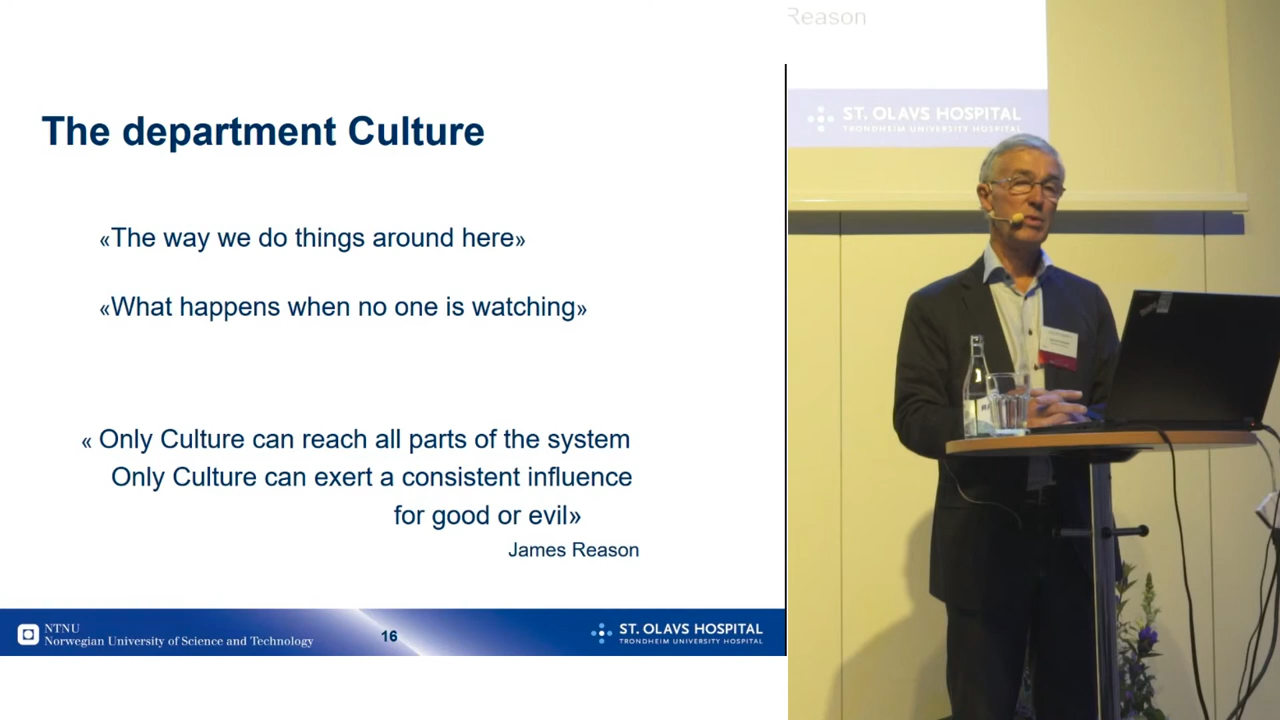 The department Culture
«The way we do things around here»
«What happens when no one is watching»
« Only Culture can reach all parts of the system
Only Culture can exert a consistent influence
for good or evil»
James Reason
NTNU
Norwegian University of Science and Technology
16
ST. OLAVS HOSPITAL
TRONDHEIM UNIVERSITY HOSPITAL
Reason
ST. OLAVS HOSPITAL
TRONDHEIM UNIVERSITY HOSPITAL